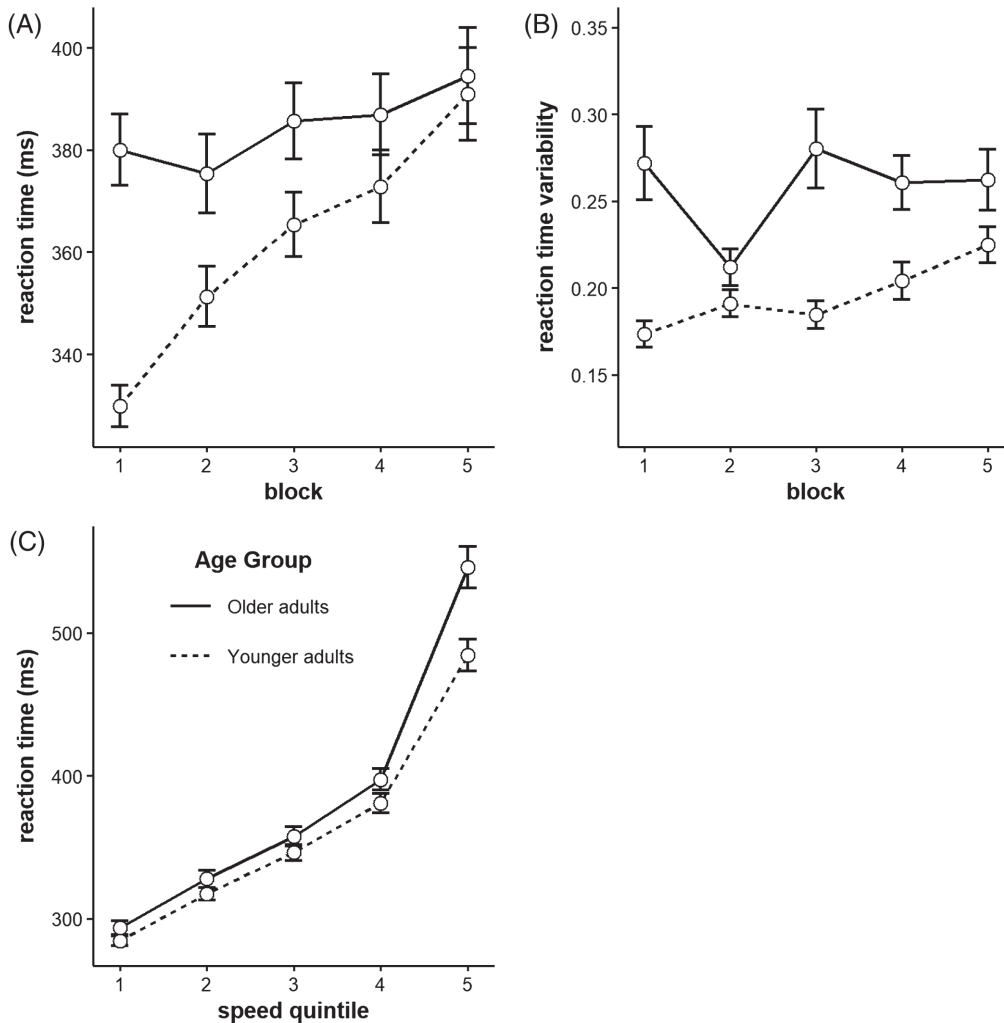 (A)
400
380
360
340
reaction time (ms)
1 2 3 4 5
block
(B)
0.35
0.30
0.25
0.20
0.15
reaction time variability
1 2 3 4 5
block
(C)
500
400
300
reaction time (ms)
Age Group
Older adults
Younger adults
1 2 3 4 5
speed quintile